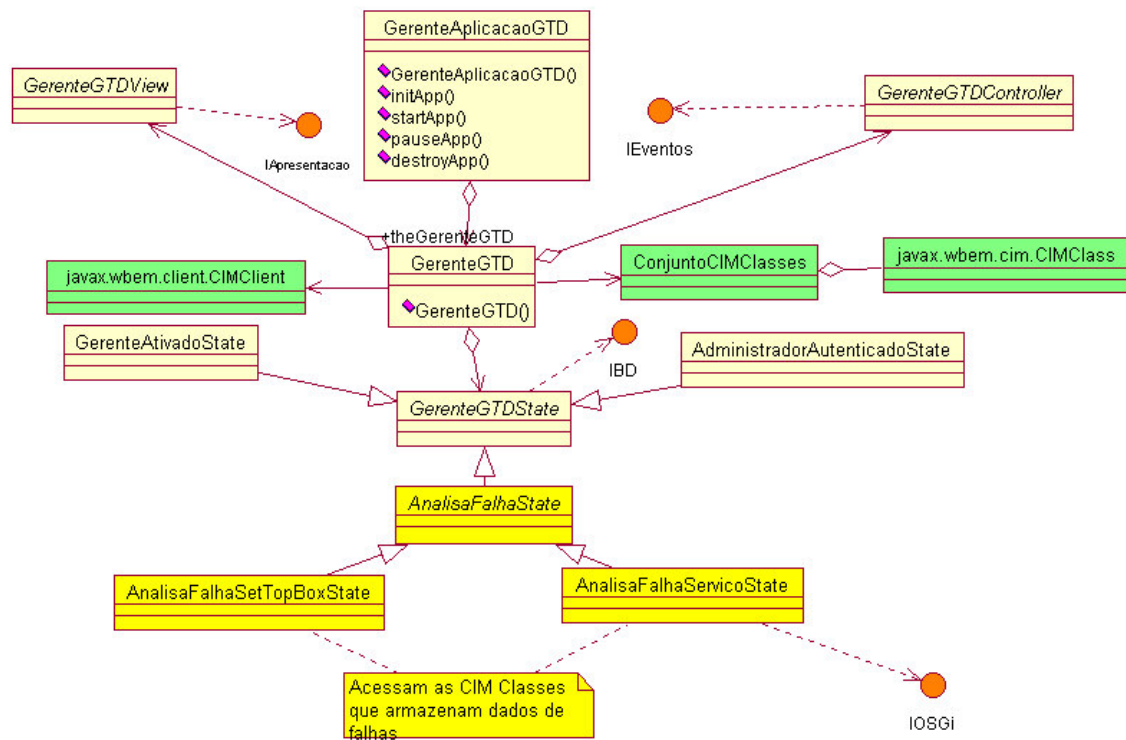 GerenteAplicacaoGTD
GerenteAplicacaoGTD()
initApp()
startApp()
pauseApp()
destroyApp()
GerenteGTDView
IApresentacao
GerenteGTDController
IEventos
+theGerenteGTD
GerenteGTD
GerenteGTD()
javax.wbem.client.CIMClient
ConjuntoCIMClasses
javax.wbem.cim.CIMClass
GerenteAtivadoState
IBD
AdministradorAutenticadoState
GerenteGTDState
AnalisaFalhaState
AnalisaFalhaSetTopBoxState
AnalisaFalhaServicoState
Acessam as CIM Classes
que armazenam dados de
falhas
IOSGi